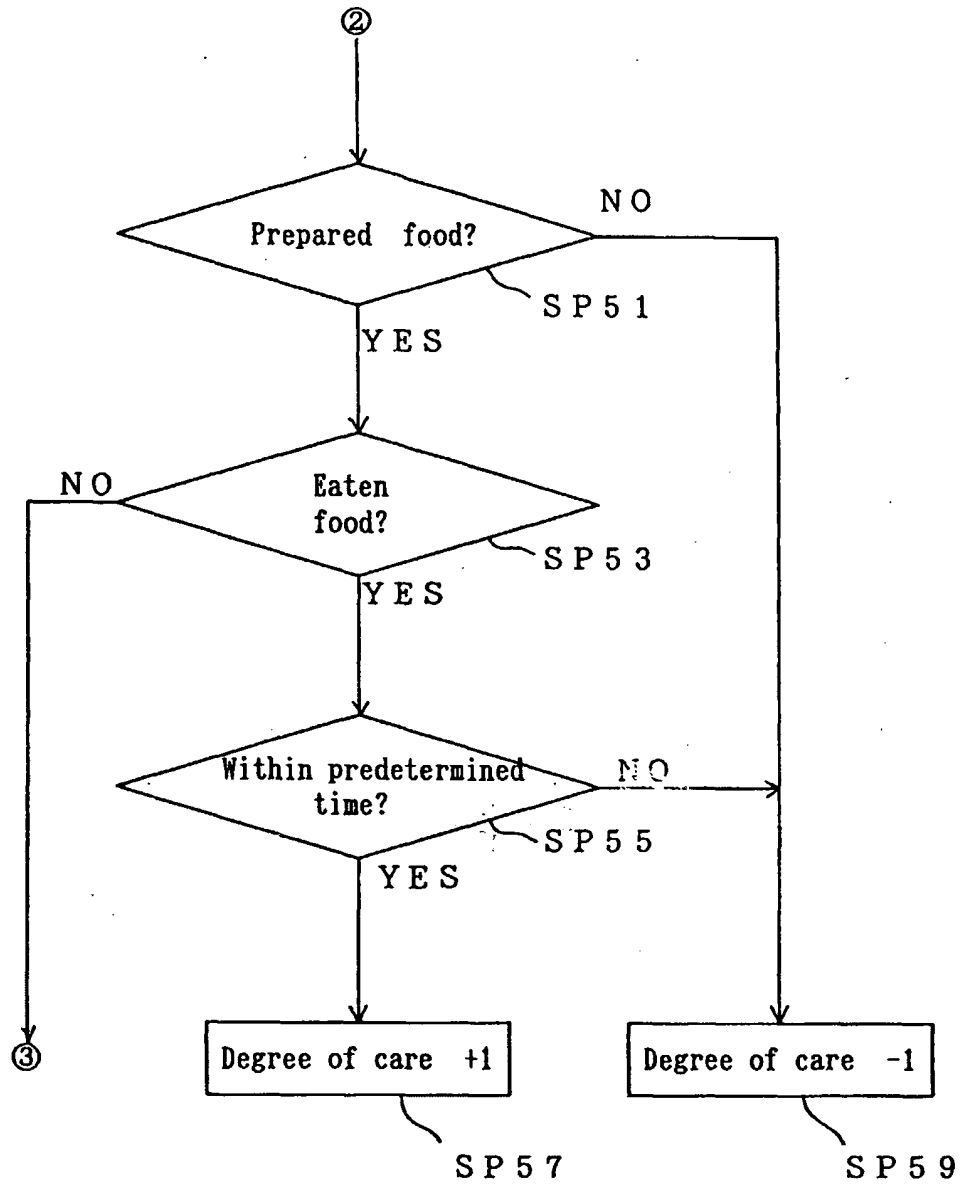 ②
NO
Prepared food?
SP51
YES
NO
Eaten
food?
SP53
YES
Within predetermined
time?
NO
SP55
YES
③
Degree of care +1
Degree of care -1
SP57
SP59